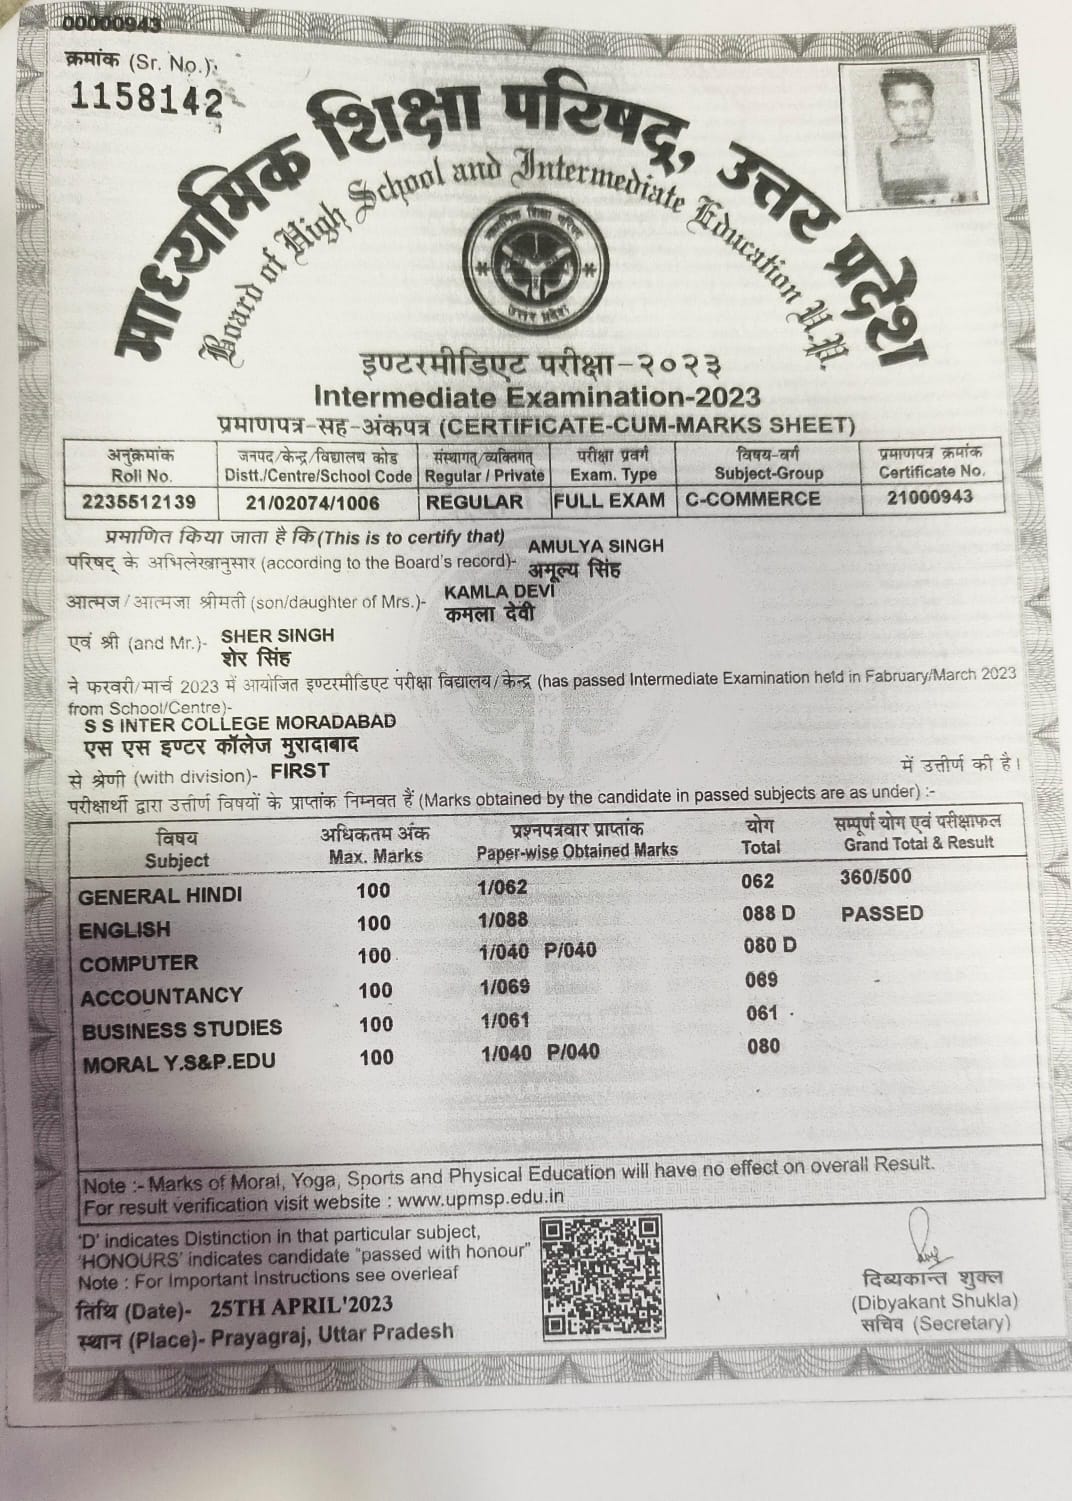 00000943
क्रमांक (Sr. No.):
1158142
माध्यमिक शिक्षा परिषद्, उत्तर प्रदेश
Board of High School and Intermediate Education U.P.
माध्यमिक शिक्षा परिषद्
उत्तर प्रदेश
इण्टरमीडिएट परीक्षा-२०२३
Intermediate Examination-2023
प्रमाणपत्र-सह-अंकपत्र (CERTIFICATE-CUM-MARKS SHEET)
अनुक्रमांक जनपद/केन्द्र/विद्यालय कोड संस्थागत्/व्यक्तिगत् परीक्षा प्रवर्ग विषय-वर्ग प्रमाणपत्र क्रमांक
Roll No. Distt./Centre/School Code Regular / Private Exam. Type Subject-Group Certificate No.
2235512139 21/02074/1006 REGULAR FULL EXAM C-COMMERCE 21000943
प्रमाणित किया जाता है कि (This is to certify that) AMULYA SINGH
परिषद् के अभिलेखानुसार (according to the Board's record)- अमूल्य सिंह
आत्मज/आत्मजा श्रीमती (son/daughter of Mrs.)- KAMLA DEVI
कमला देवी
एवं श्री (and Mr.)- SHER SINGH
शेर सिंह
ने फरवरी/मार्च 2023 में आयोजित इण्टरमीडिएट परीक्षा विद्यालय/केन्द्र (has passed Intermediate Examination held in Fabruary/March 2023
from School/Centre)-
S S INTER COLLEGE MORADABAD
एस एस इण्टर कॉलेज मुरादाबाद
से श्रेणी (with division)- FIRST में उत्तीर्ण की है।
परीक्षार्थी द्वारा उत्तीर्ण विषयों के प्राप्तांक निम्नवत हैं (Marks obtained by the candidate in passed subjects are as under) :-
विषय अधिकतम अंक प्रश्नपत्रवार प्राप्तांक योग सम्पूर्ण योग एवं परीक्षाफल
Subject Max. Marks Paper-wise Obtained Marks Total Grand Total & Result
GENERAL HINDI 100 1/062 062 360/500
ENGLISH 100 1/088 088 D PASSED
COMPUTER 100 1/040 P/040 080 D
ACCOUNTANCY 100 1/069 069
BUSINESS STUDIES 100 1/061 061
MORAL Y.S&P.EDU 100 1/040 P/040 080
Note :- Marks of Moral, Yoga, Sports and Physical Education will have no effect on overall Result.
For result verification visit website : www.upmsp.edu.in
'D' indicates Distinction in that particular subject,
'HONOURS' indicates candidate "passed with honour"
Note : For Important Instructions see overleaf
तिथि (Date)- 25TH APRIL'2023
स्थान (Place)- Prayagraj, Uttar Pradesh
दिब्यकान्त शुक्ल
(Dibyakant Shukla)
सचिव (Secretary)